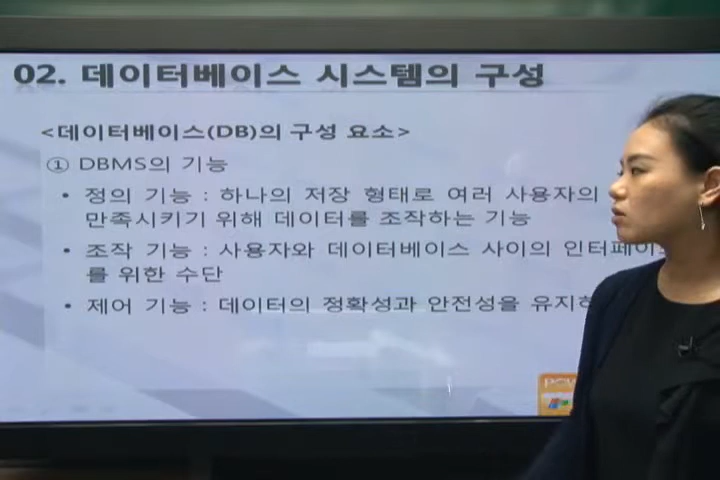 02. 데이터베이스 시스템의 구성
<데이터베이스(DB)의 구성 요소>
① DBMS의 기능
• 정의 기능 : 하나의 저장 형태로 여러 사용자의
만족시키기 위해 데이터를 조작하는 기능
• 조작 기능 : 사용자와 데이터베이스 사이의 인터페이
를 위한 수단
• 제어 기능 : 데이터의 정확성과 안전성을 유지하